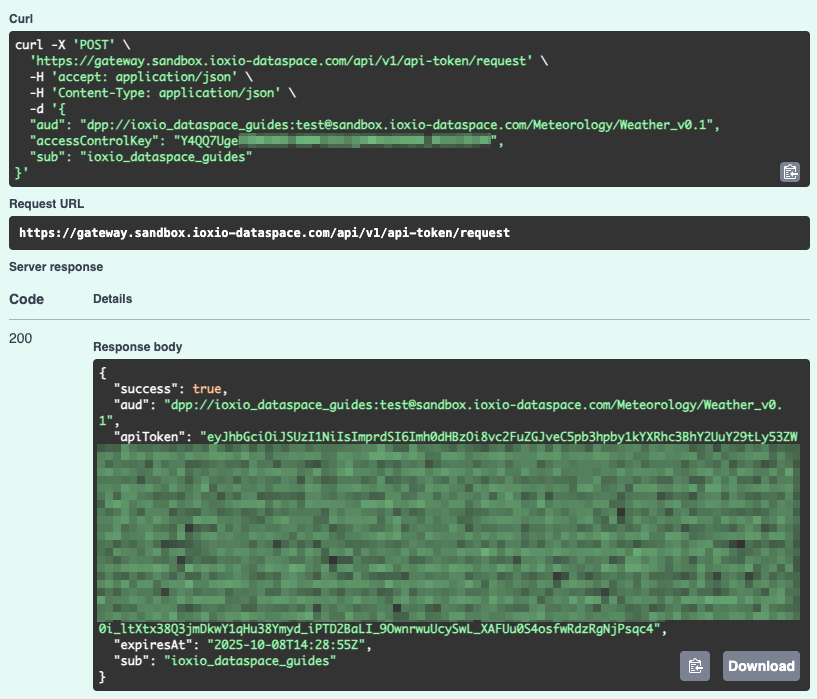 Curl
curl -X 'POST' \
'https://gateway.sandbox.ioxio-dataspace.com/api/v1/api-token/request' \
-H 'accept: application/json' \
-H 'Content-Type: application/json' \
-d '{
"aud": "dpp://ioxio_dataspace_guides:test@sandbox.ioxio-dataspace.com/Meteorology/Weather_v0.1",
"accessControlKey": "Y4QQ7Uge",
"sub": "ioxio_dataspace_guides"
}'
Request URL
https://gateway.sandbox.ioxio-dataspace.com/api/v1/api-token/request
Server response
Code Details
200
Response body
{
"success": true,
"aud": "dpp://ioxio_dataspace_guides:test@sandbox.ioxio-dataspace.com/Meteorology/Weather_v0.
1",
"apiToken": "eyJhbGciOiJSUzI1NiIsImprdSI6Imh0dHBzOi8vc2FuZGJveC5pb3hpby1kYXRhc3BhY2UuY29tLy53ZW
0i_ltXtx38Q3jmDkwY1qHu38Ymyd_iPTD2BaLI_9OwnrwuUcySwL_XAFUu0S4osfwRdzRgNjPsqc4",
"expiresAt": "2025-10-08T14:28:55Z",
"sub": "ioxio_dataspace_guides"
}
Download